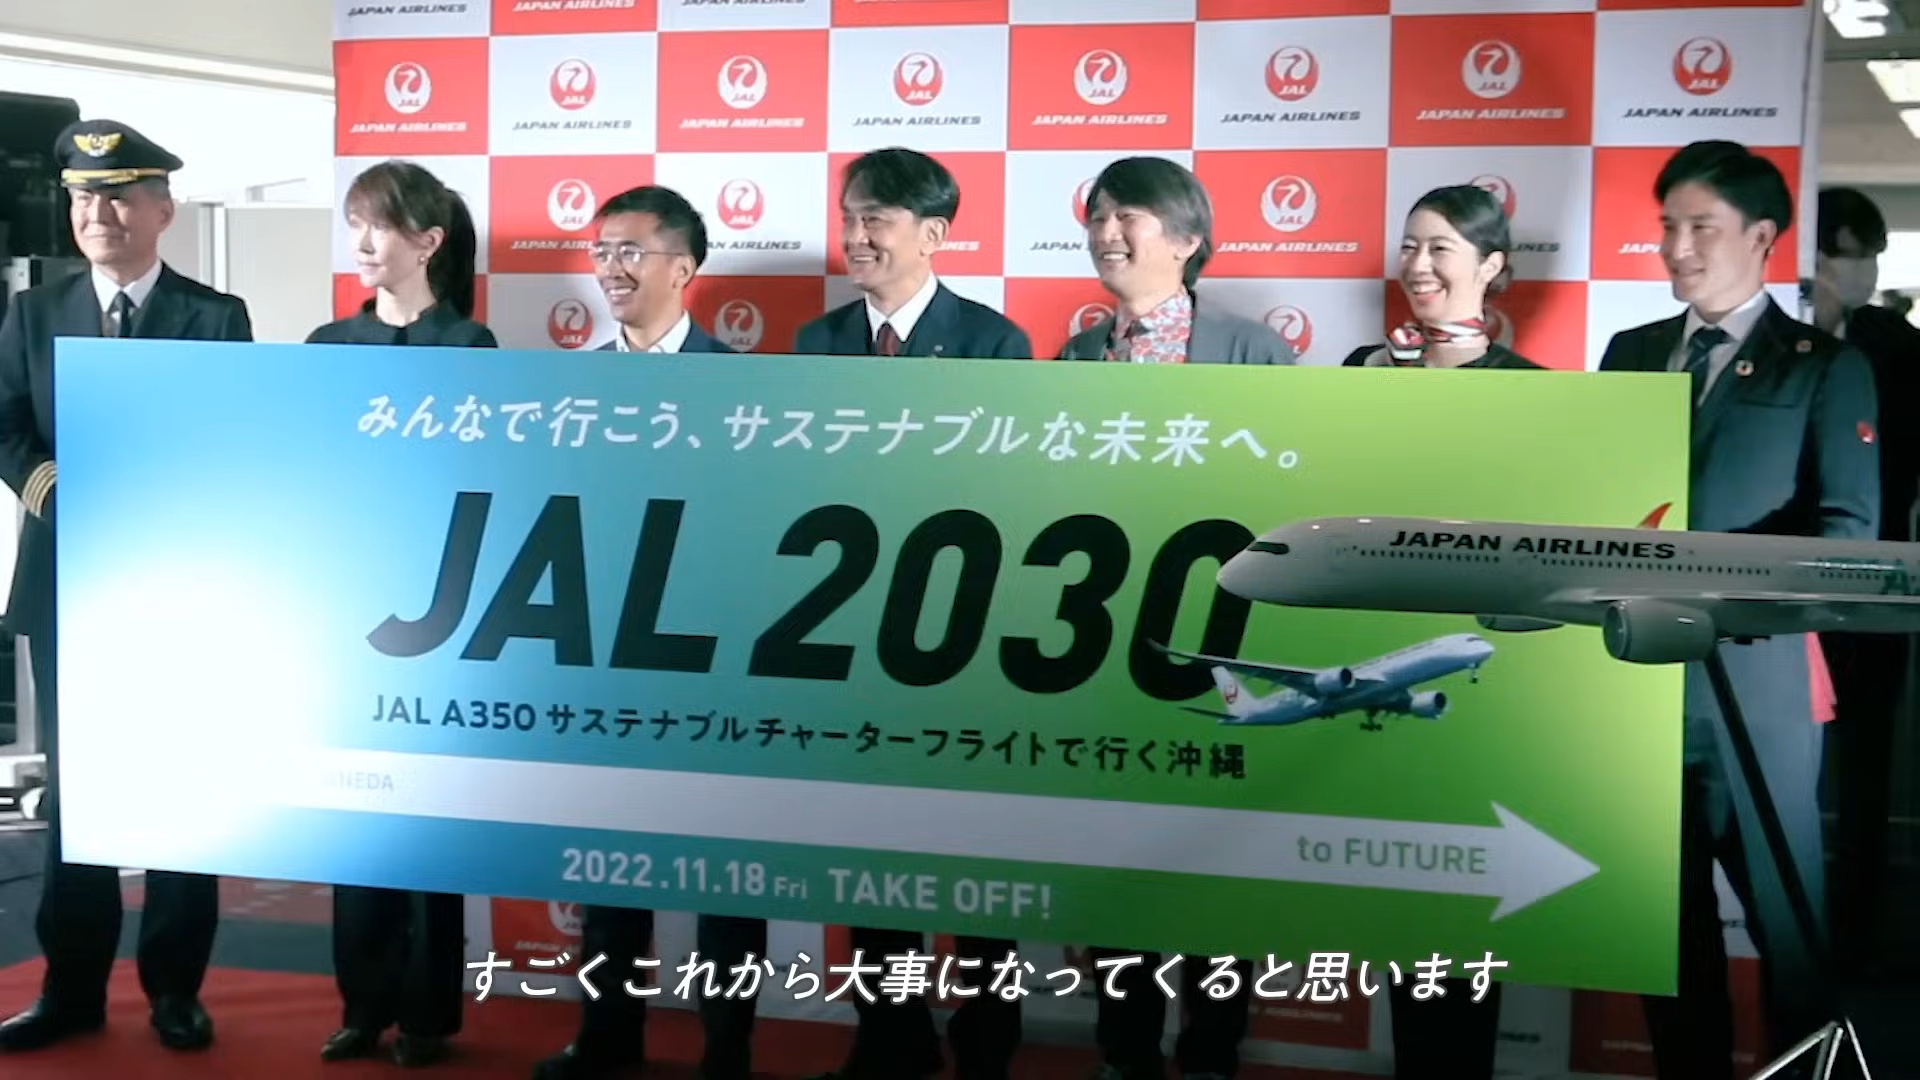 JAPAN AIRLINES
JAL
JAPAN AIRLINES
みんなで行こう、サステナブルな未来へ。
JAL 2030
JAPAN AIRLINES
JAL A350 サステナブルチャーターフライトで行く沖縄
to FUTURE
2022.11.18 Fri TAKE OFF!
すごくこれから大事になってくると思います